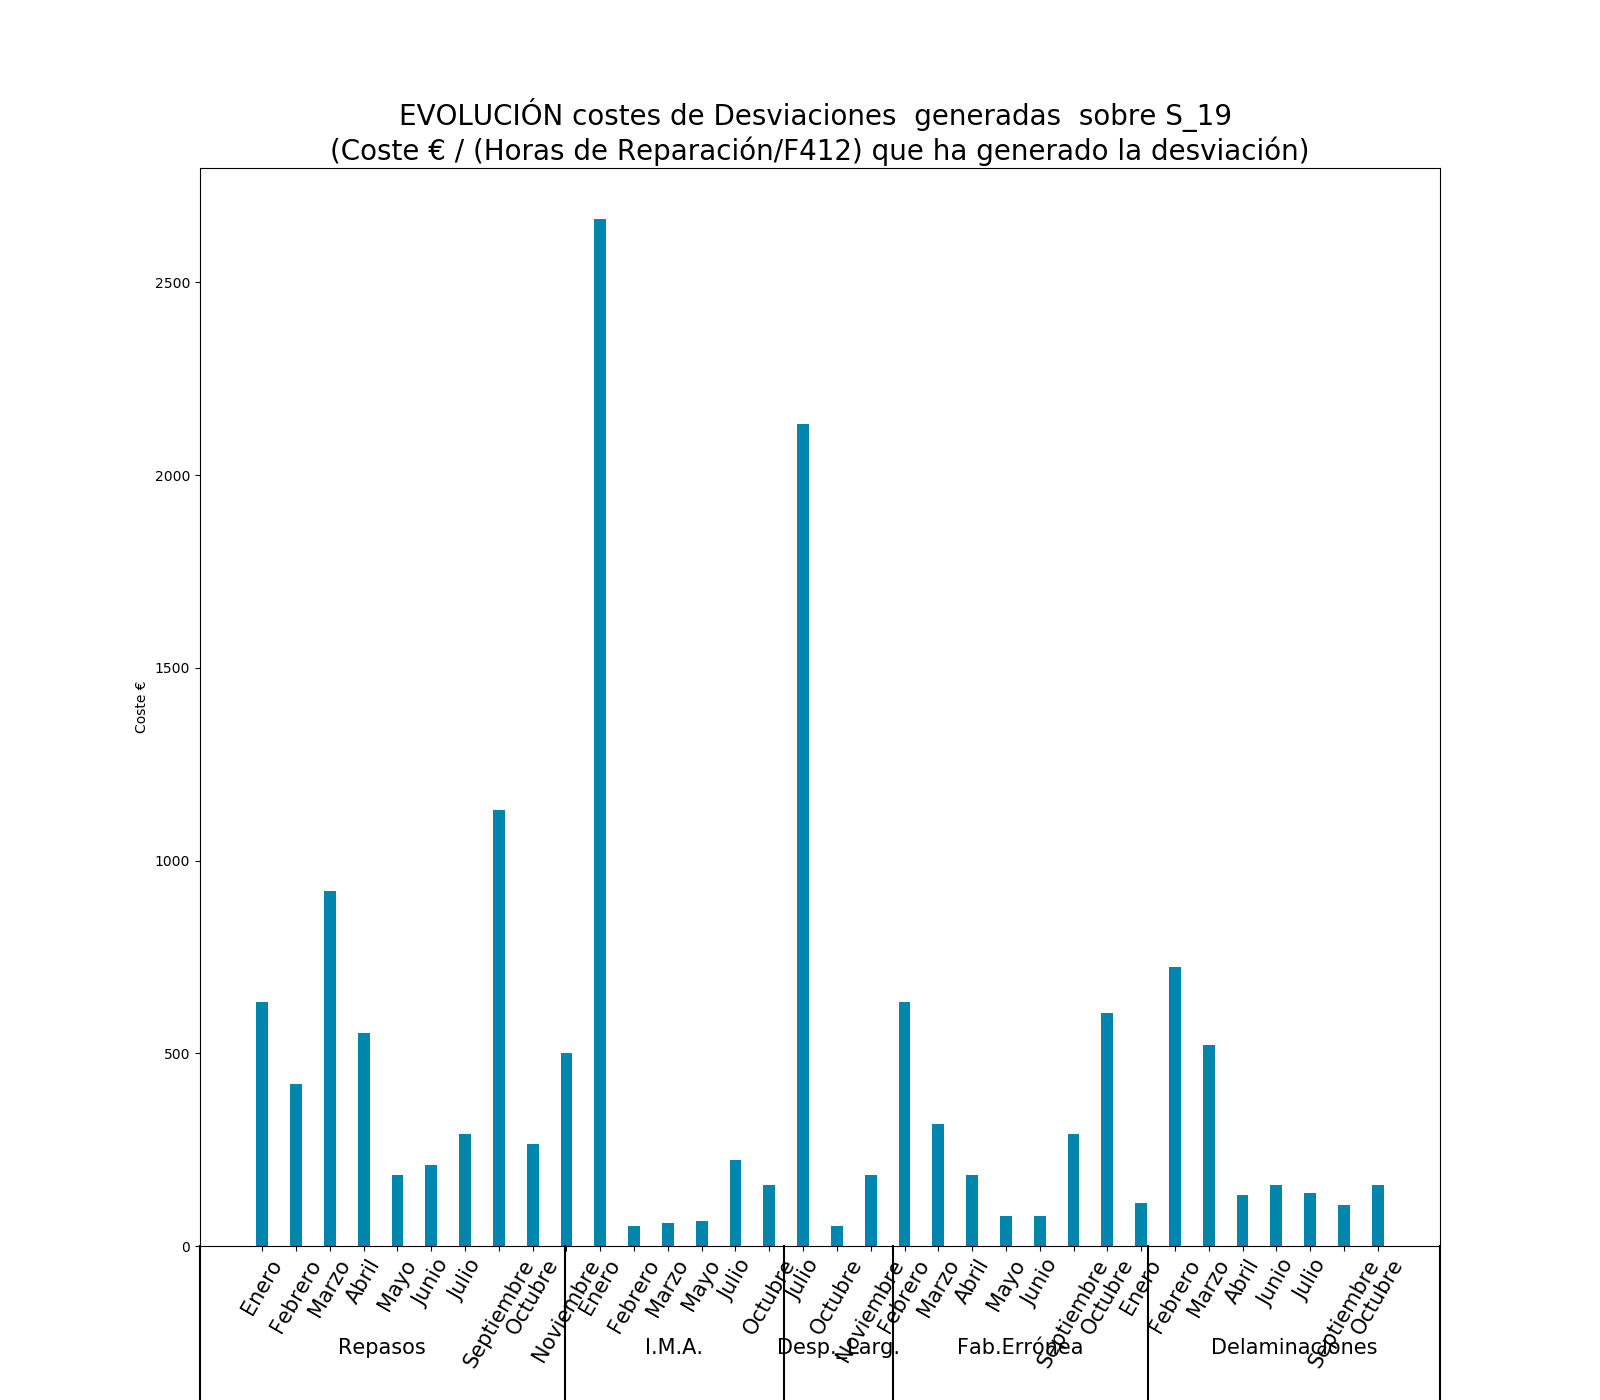 EVOLUCIÓN costes de Desviaciones  generadas  sobre S_19
(Coste € / (Horas de Reparación/F412) que ha generado la desviación)
2500
2000
1500
1000
500
0
Coste €
Enero
Febrero
Marzo
Abril
Mayo
Junio
Julio
Septiembre
Octubre
Noviembre
Enero
Febrero
Marzo
Mayo
Julio
Octubre
Julio
Octubre
Noviembre
Febrero
Marzo
Abril
Mayo
Junio
Septiembre
Octubre
Enero
Febrero
Marzo
Abril
Junio
Julio
Septiembre
Octubre
Repasos
I.M.A.
Desp._Larg.
Fab.Errónea
Delaminaciones